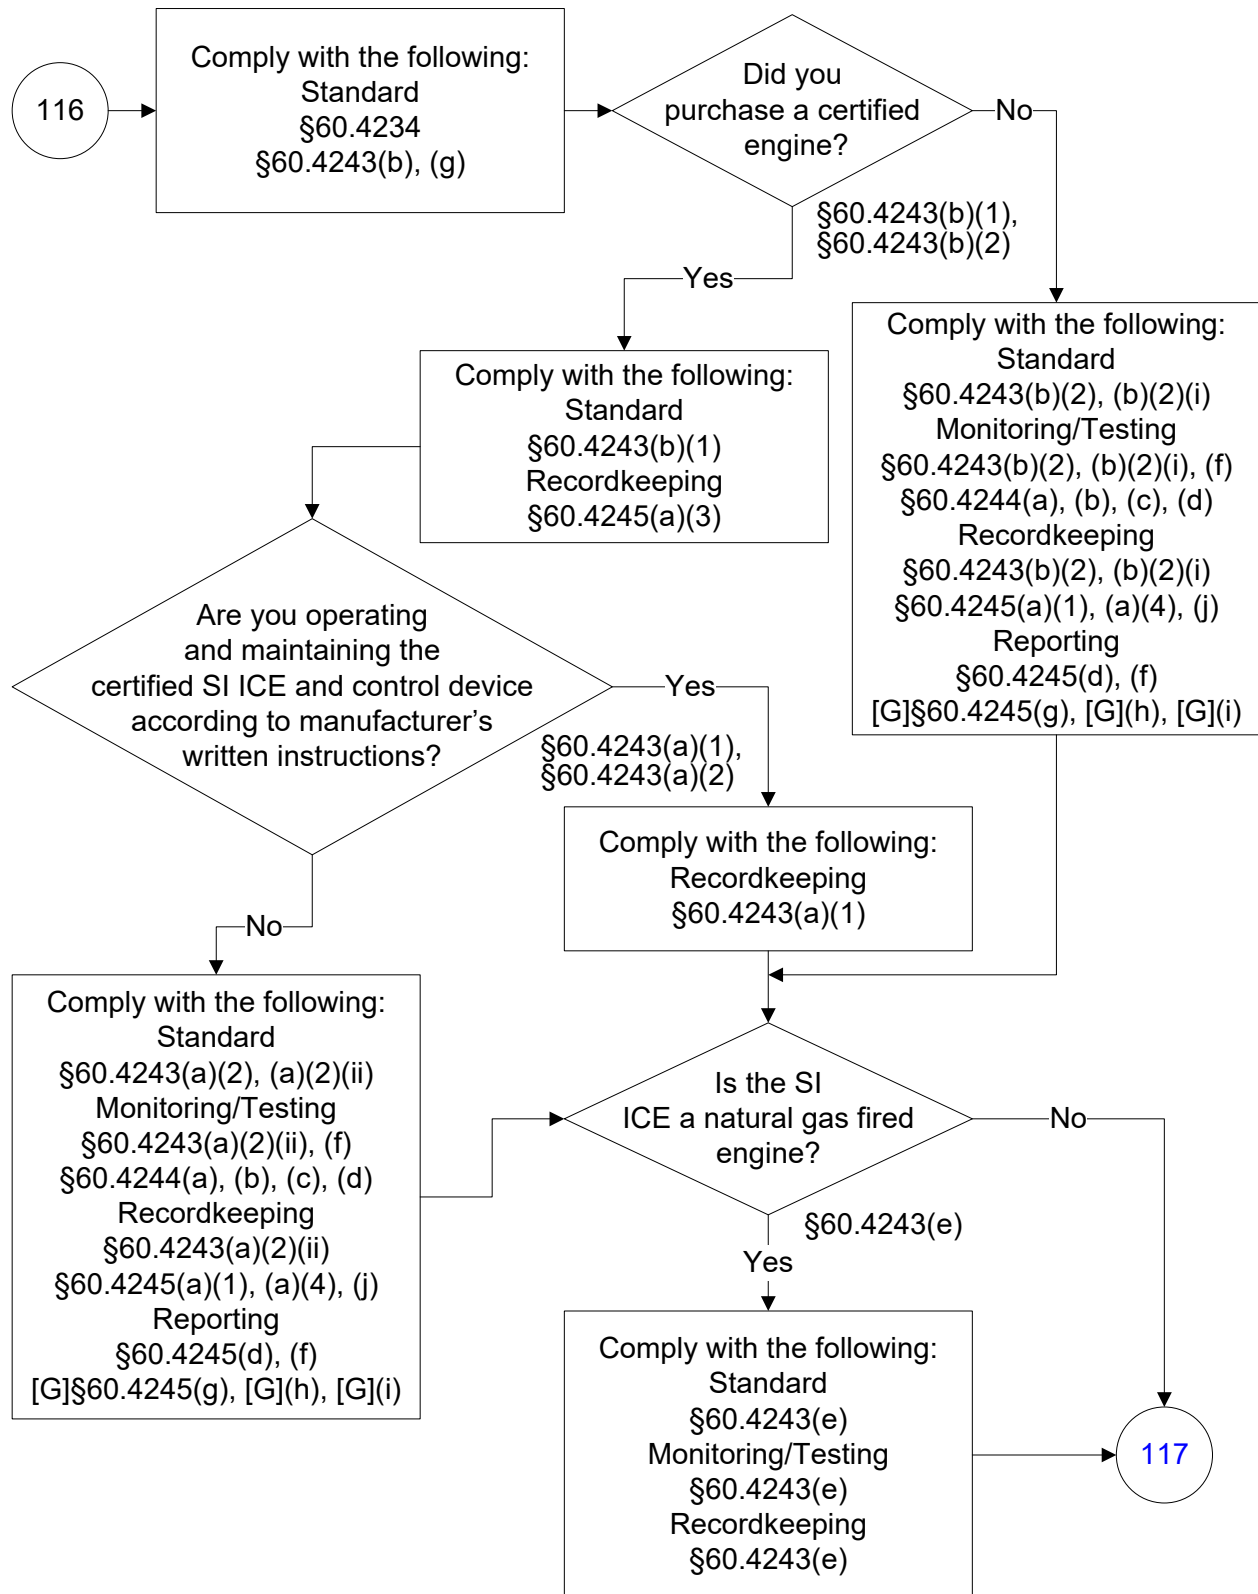 116
Comply with the following:
Standard
§60.4234
§60.4243(b), (g)
Did you
purchase a certified
engine?
No
§60.4243(b)(1),
§60.4243(b)(2)
Yes
Comply with the following:
Standard
§60.4243(b)(1)
Recordkeeping
§60.4245(a)(3)
Comply with the following:
Standard
§60.4243(b)(2), (b)(2)(i)
Monitoring/Testing
§60.4243(b)(2), (b)(2)(i), (f)
§60.4244(a), (b), (c), (d)
Recordkeeping
§60.4243(b)(2), (b)(2)(i)
§60.4245(a)(1), (a)(4), (j)
Reporting
§60.4245(d), (f)
[G]§60.4245(g), [G](h), [G](i)
Are you operating
and maintaining the
certified SI ICE and control device
according to manufacturer’s
written instructions?
Yes
§60.4243(a)(1),
§60.4243(a)(2)
Comply with the following:
Recordkeeping
§60.4243(a)(1)
No
Comply with the following:
Standard
§60.4243(a)(2), (a)(2)(ii)
Monitoring/Testing
§60.4243(a)(2)(ii), (f)
§60.4244(a), (b), (c), (d)
Recordkeeping
§60.4243(a)(2)(ii)
§60.4245(a)(1), (a)(4), (j)
Reporting
§60.4245(d), (f)
[G]§60.4245(g), [G](h), [G](i)
Is the SI
ICE a natural gas fired
engine?
No
§60.4243(e)
Yes
Comply with the following:
Standard
§60.4243(e)
Monitoring/Testing
§60.4243(e)
Recordkeeping
§60.4243(e)
117